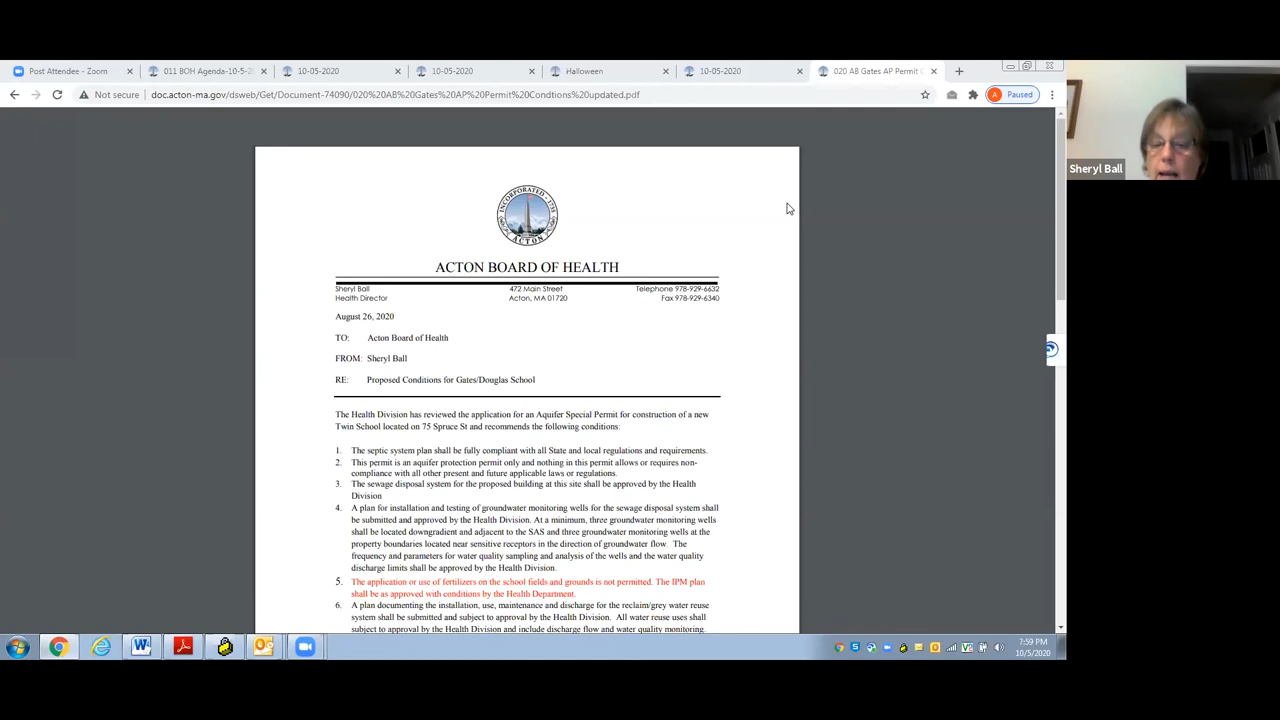 Post Attendee - Zoom
011 BOH Agenda-10-5-2
10-05-2020
10-05-2020
Halloween
10-05-2020
020 AB Gates AP Permit C
Not secure
doc.acton-ma.gov/dsweb/Get/Document-74090/020%20AB%20Gates%20AP%20Permit%20Condtions%20updated.pdf
A
Paused
Sheryl Ball
INCORPORATED · 1735
ACTON
ACTON BOARD OF HEALTH
Sheryl Ball 472 Main Street Telephone 978-929-6632
Health Director Acton, MA 01720 Fax 978-929-6340
August 26, 2020
TO: Acton Board of Health
FROM: Sheryl Ball
RE: Proposed Conditions for Gates/Douglas School
The Health Division has reviewed the application for an Aquifer Special Permit for construction of a new
Twin School located on 75 Spruce St and recommends the following conditions:
1. The septic system plan shall be fully compliant with all State and local regulations and requirements.
2. This permit is an aquifer protection permit only and nothing in this permit allows or requires non-
compliance with all other present and future applicable laws or regulations.
3. The sewage disposal system for the proposed building at this site shall be approved by the Health
Division
4. A plan for installation and testing of groundwater monitoring wells for the sewage disposal system shall
be submitted and approved by the Health Division. At a minimum, three groundwater monitoring wells
shall be located downgradient and adjacent to the SAS and three groundwater monitoring wells at the
property boundaries located near sensitive receptors in the direction of groundwater flow. The
frequency and parameters for water quality sampling and analysis of the wells and the water quality
discharge limits shall be approved by the Health Division.
5. The application or use of fertilizers on the school fields and grounds is not permitted. The IPM plan
shall be as approved with conditions by the Health Department.
6. A plan documenting the installation, use, maintenance and discharge for the reclaim/grey water reuse
system shall be submitted and subject to approval by the Health Division. All water reuse uses shall
subject to approval by the Health Division and include discharge flow and water quality monitoring.
7:59 PM
10/5/2020